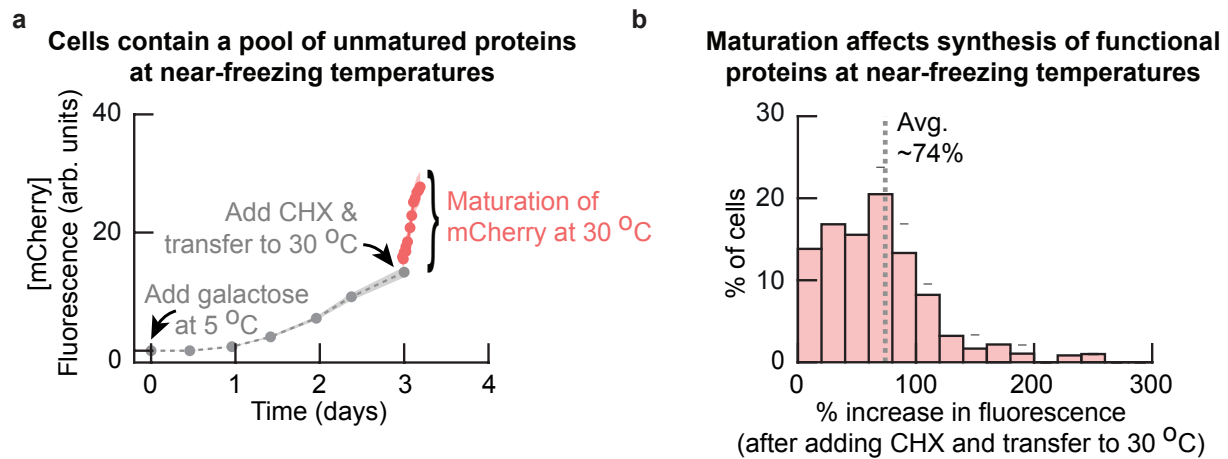 a
Cells contain a pool of unmatured proteins
at near-freezing temperatures
[mCherry]
Fluorescence (arb. units)
40
20
0
Add galactose
at 5 °C
Add CHX &
transfer to 30 °C
Maturation of
mCherry at 30 °C
0 1 2 3 4
Time (days)
b
Maturation affects synthesis of functional
proteins at near-freezing temperatures
% of cells
30
20
10
0
Avg.
~74%
0 100 200 300
% increase in fluorescence
(after adding CHX and transfer to 30 °C)